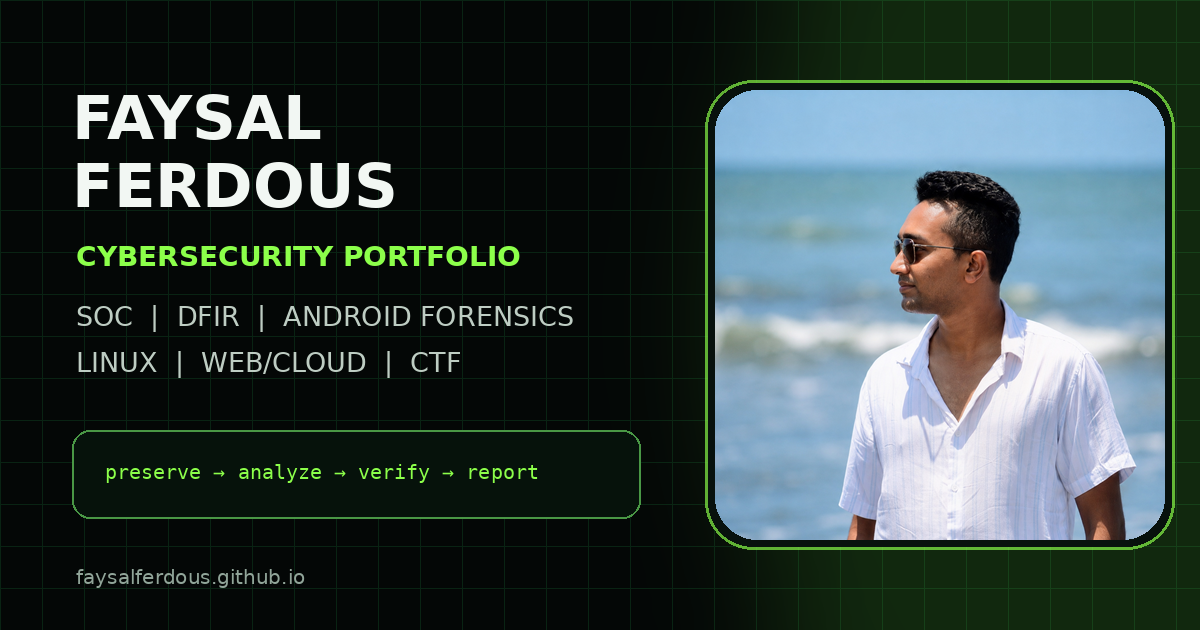 FAYSAL
FERDOUS
CYBERSECURITY PORTFOLIO
SOC | DFIR | ANDROID FORENSICS
LINUX | WEB/CLOUD | CTF
preserve → analyze → verify → report
faysalferdous.github.io